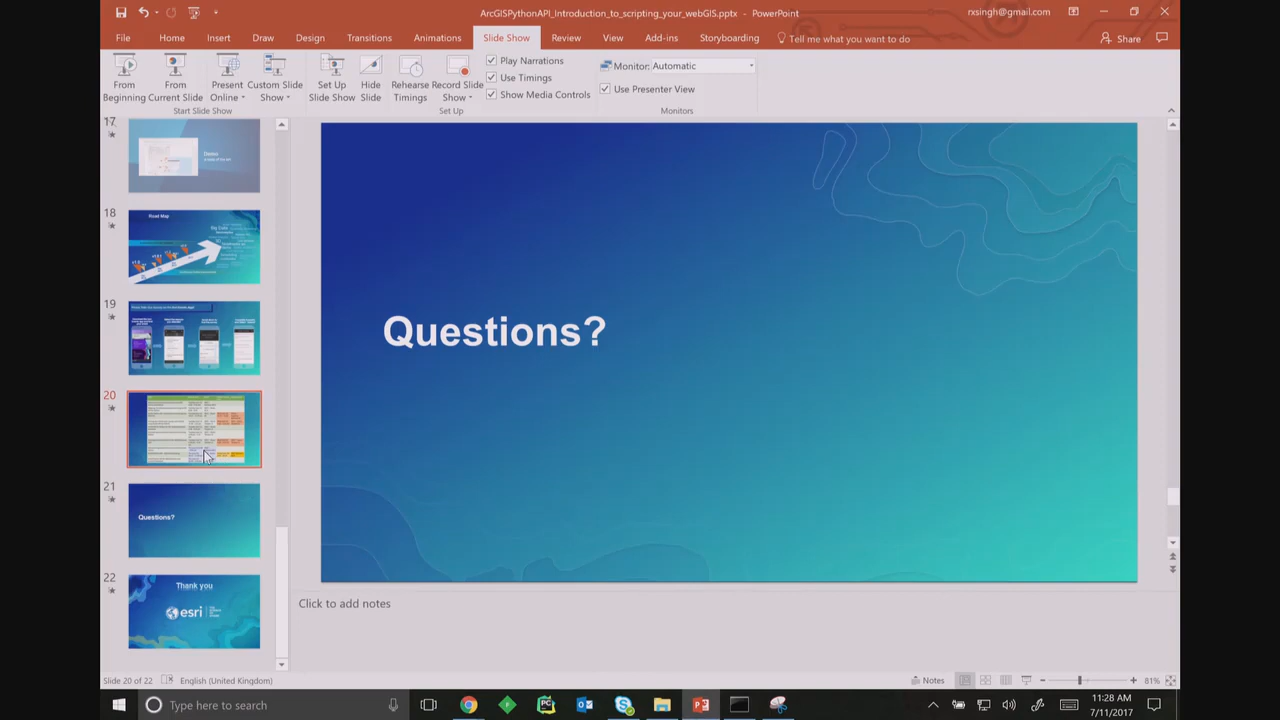 ArcGISPythonAPI_Introduction_to_scripting_your_webGIS.pptx - PowerPoint
rxsingh@gmail.com
File Home Insert Draw Design Transitions Animations Slide Show Review View Add-ins Storyboarding Tell me what you want to do Share
From Beginning
From Current Slide
Present Online
Custom Slide Show
Set Up Slide Show
Hide Slide
Rehearse Timings
Record Slide Show
Play Narrations
Use Timings
Show Media Controls
Monitor: Automatic
Use Presenter View
Start Slide Show
Set Up
Monitors
17
Demo
18
Road Map
19
20
21
Questions?
22
Thank you
esri
Questions?
Click to add notes
Slide 20 of 22
English (United Kingdom)
Notes
81%
Type here to search
11:28 AM
7/11/2017